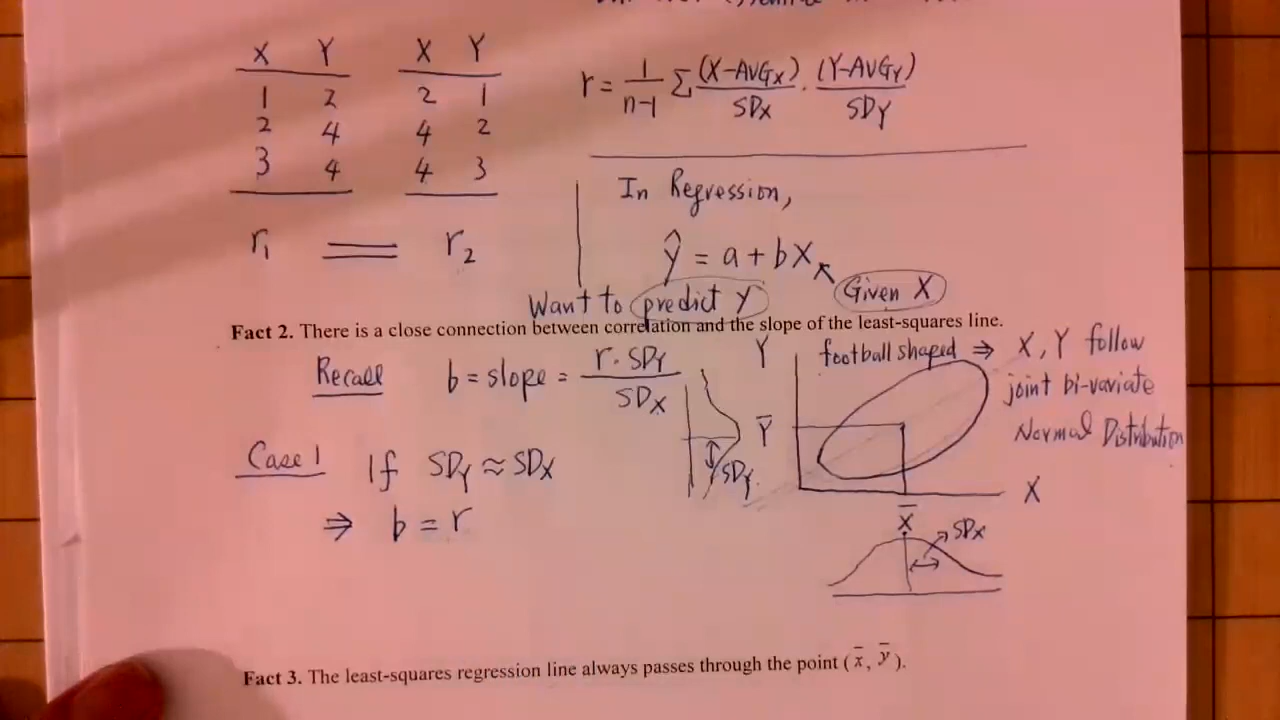 X Y X Y
1 2 2 1
2 4 4 2
3 4 4 3
r₁ = r₂
r = 1/(n-1) Σ (X-AVGx)/SDx · (Y-AVGY)/SDY
In Regression,
ŷ = a + bX
Want to predict Y Given X
Fact 2. There is a close connection between correlation and the slope of the least-squares line.
Recall b = slope = r · SDY / SDX
Case 1 If SDY ≈ SDX
⇒ b = r
SDY
Y
Ȳ
football shaped ⇒ X, Y follow
joint bi-variate
Normal Distribution
X
X̄
SDX
Fact 3. The least-squares regression line always passes through the point (x̄, ȳ).